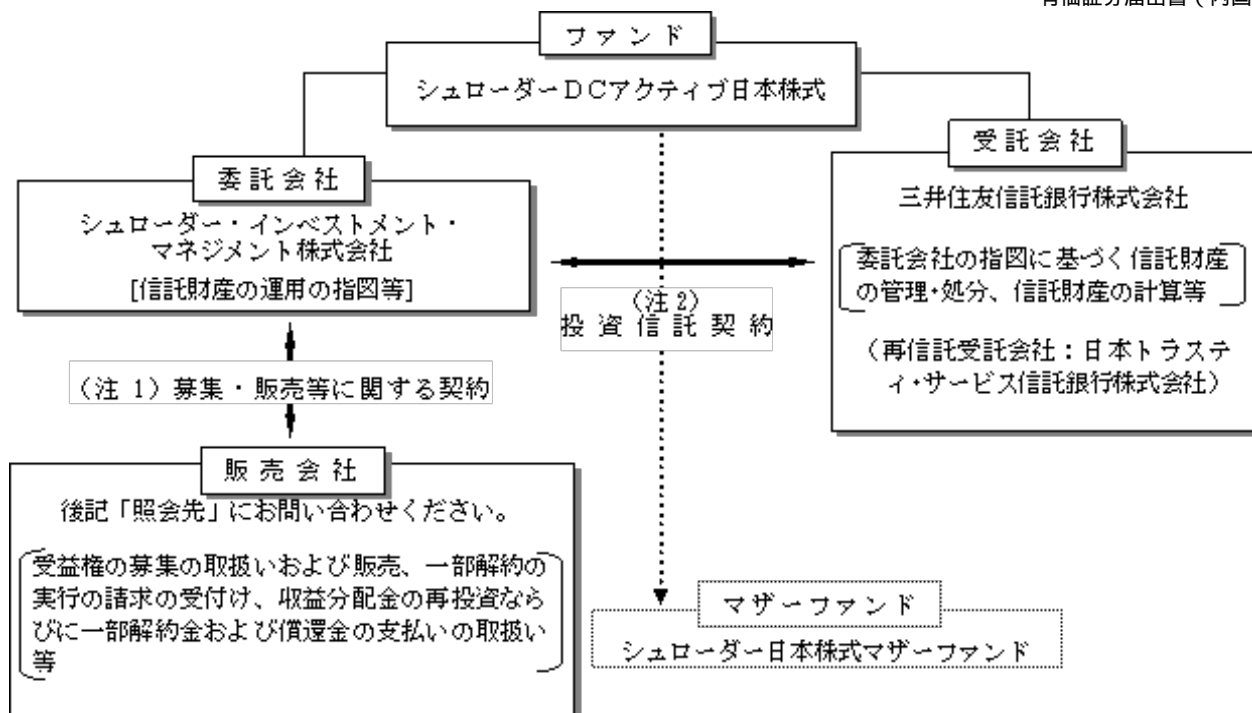 有価証券届出書（内国
ファンド
シュローダーＤＣアクティブ日本株式
委託会社
シュローダー・インベストメント・
マネジメント株式会社
[信託財産の運用の指図等]
受託会社
三井住友信託銀行株式会社
委託会社の指図に基づく信託財産
の管理・処分、信託財産の計算等
（再信託受託会社：日本トラステ
ィ・サービス信託銀行株式会社）
（注2）
投資信託契約
（注1）募集・販売等に関する契約
販売会社
後記「照会先」にお問い合わせください。
受益権の募集の取扱いおよび販売、一部解約の
実行の請求の受付け、収益分配金の再投資なら
びに一部解約金および償還金の支払いの取扱い
等
マザーファンド
シュローダー日本株式マザーファンド